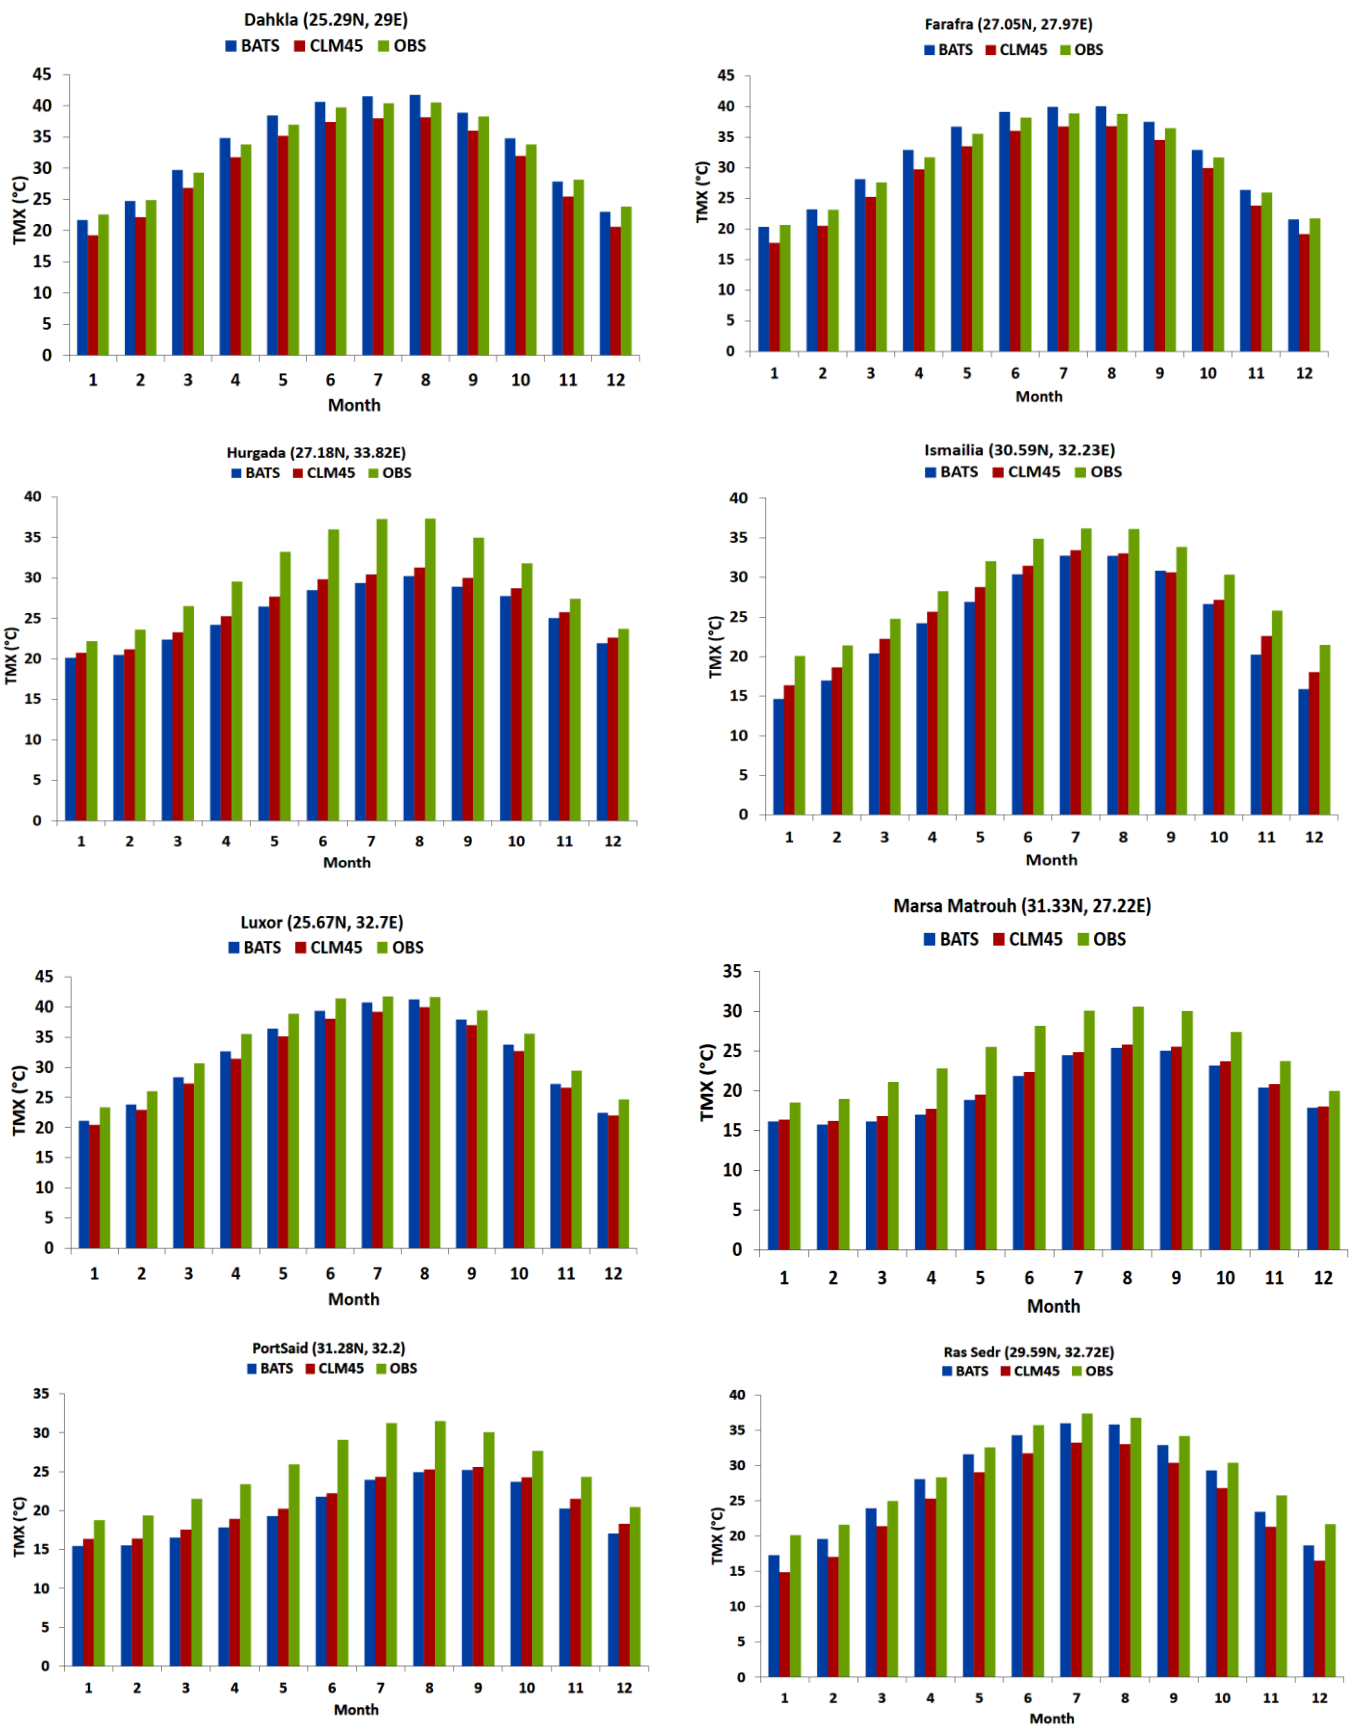 Dahkla (25.29N, 29E)
BATS CLM45 OBS
TMX (°C)
45
40
35
30
25
20
15
10
5
0
1 2 3 4 5 6 7 8 9 10 11 12
Month
Farafra (27.05N, 27.97E)
BATS CLM45 OBS
TMX (°C)
45
40
35
30
25
20
15
10
5
0
1 2 3 4 5 6 7 8 9 10 11 12
Month
Hurgada (27.18N, 33.82E)
BATS CLM45 OBS
TMX (°C)
40
35
30
25
20
15
10
5
0
1 2 3 4 5 6 7 8 9 10 11 12
Month
Ismailia (30.59N, 32.23E)
BATS CLM45 OBS
TMX (°C)
40
35
30
25
20
15
10
5
0
1 2 3 4 5 6 7 8 9 10 11 12
Month
Luxor (25.67N, 32.7E)
BATS CLM45 OBS
TMX (°C)
45
40
35
30
25
20
15
10
5
0
1 2 3 4 5 6 7 8 9 10 11 12
Month
Marsa Matrouh (31.33N, 27.22E)
BATS CLM45 OBS
TMX (°C)
35
30
25
20
15
10
5
0
1 2 3 4 5 6 7 8 9 10 11 12
Month
PortSaid (31.28N, 32.2)
BATS CLM45 OBS
TMX (°C)
35
30
25
20
15
10
5
0
1 2 3 4 5 6 7 8 9 10 11 12
Month
Ras Sedr (29.59N, 32.72E)
BATS CLM45 OBS
TMX (°C)
40
35
30
25
20
15
10
5
0
1 2 3 4 5 6 7 8 9 10 11 12
Month